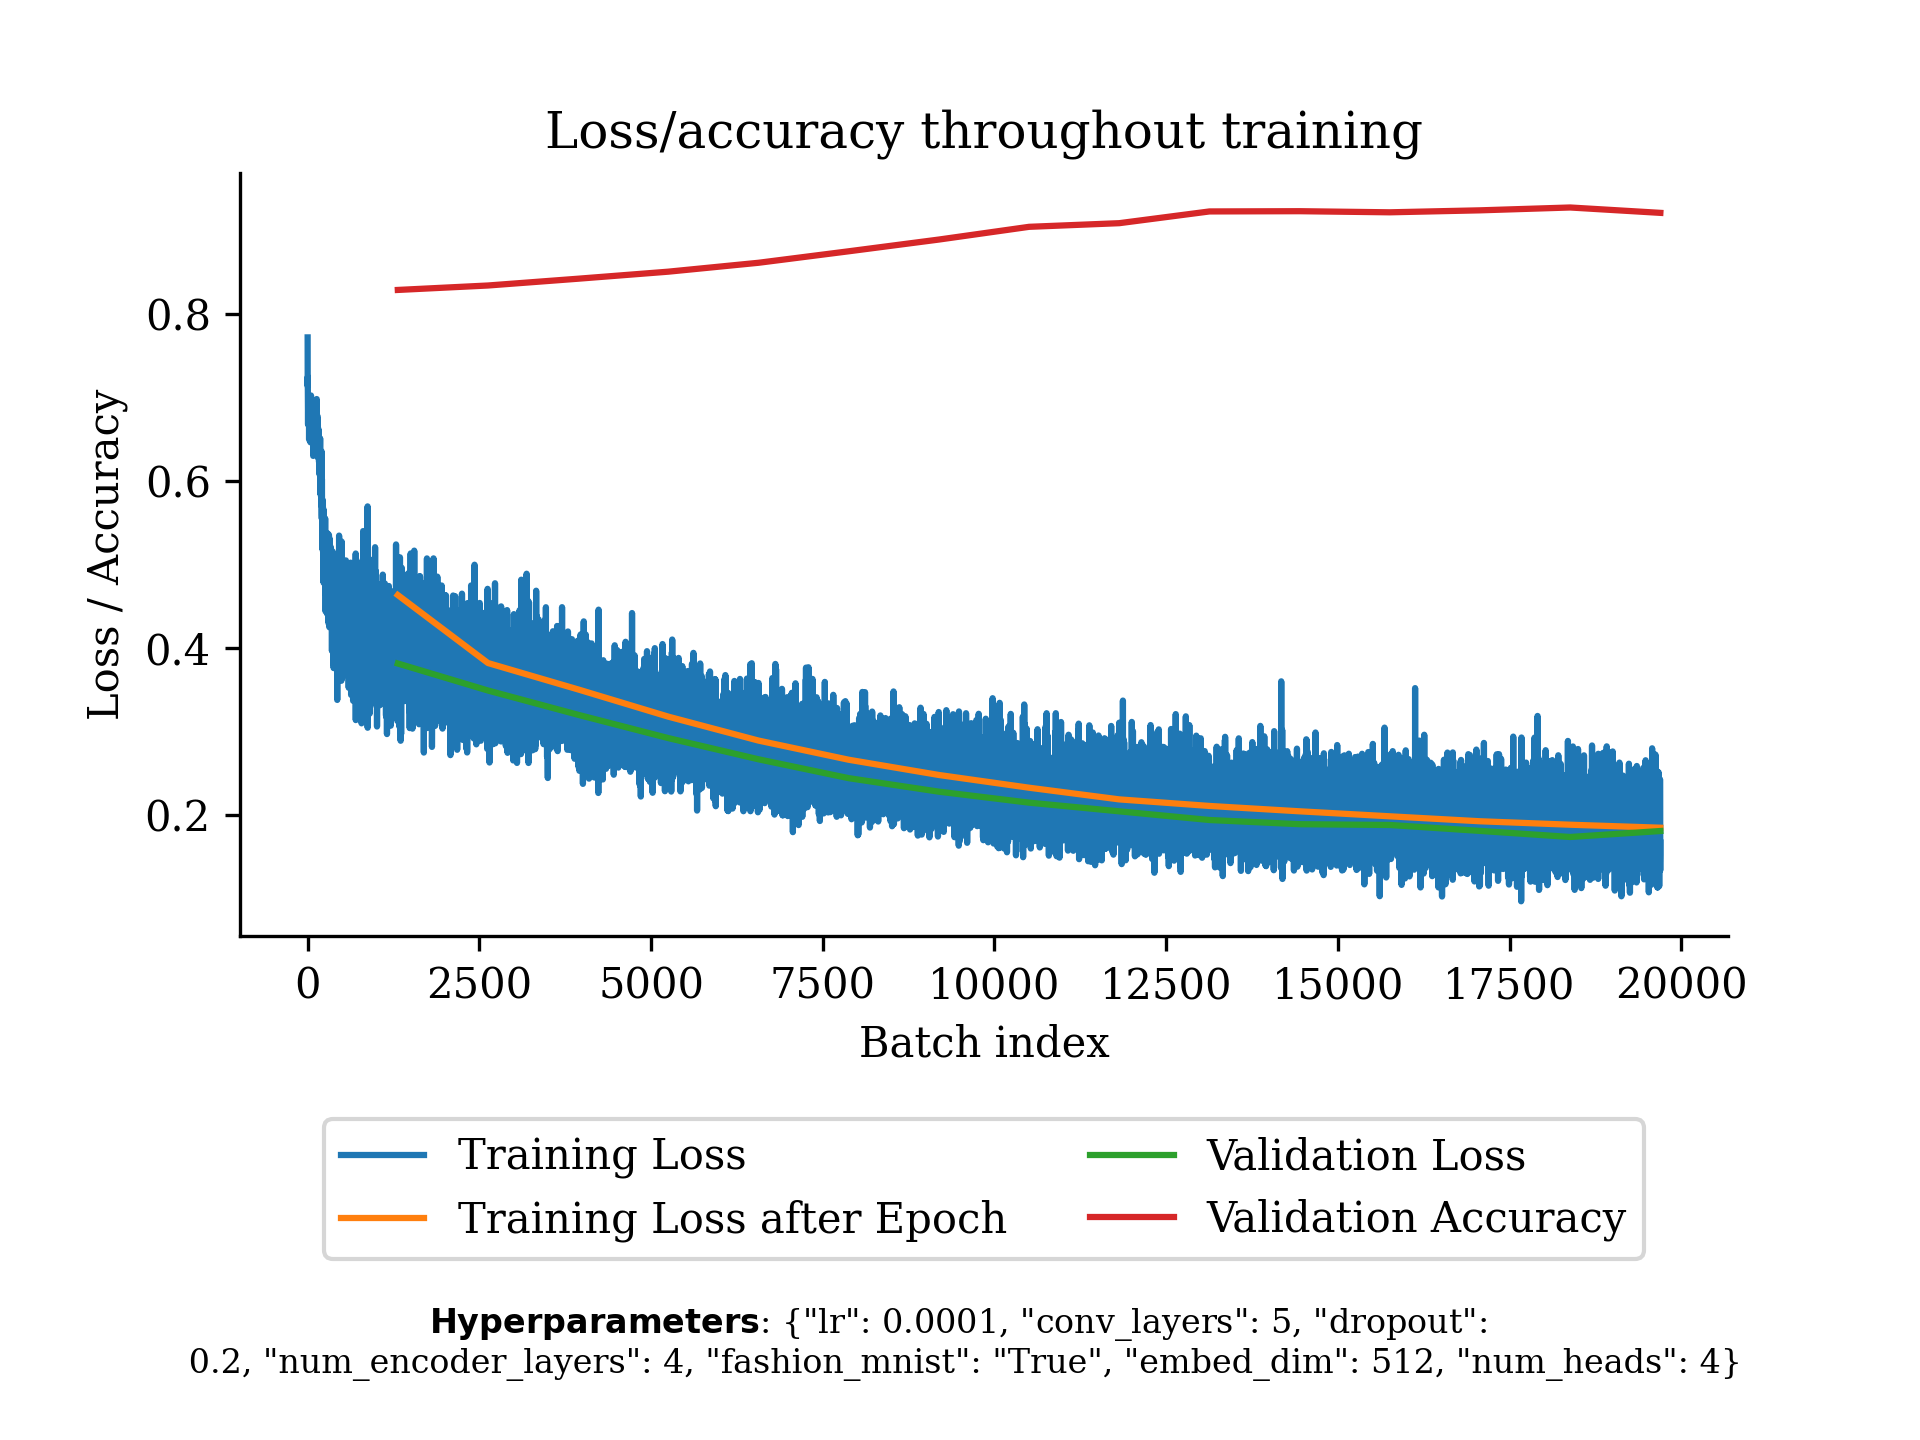 Loss/accuracy throughout training
Loss / Accuracy
0.8
0.6
0.4
0.2
0 2500 5000 7500 10000 12500 15000 17500 20000
Batch index
Training Loss
Training Loss after Epoch
Validation Loss
Validation Accuracy
Hyperparameters: {"lr": 0.0001, "conv_layers": 5, "dropout":
0.2, "num_encoder_layers": 4, "fashion_mnist": "True", "embed_dim": 512, "num_heads": 4}